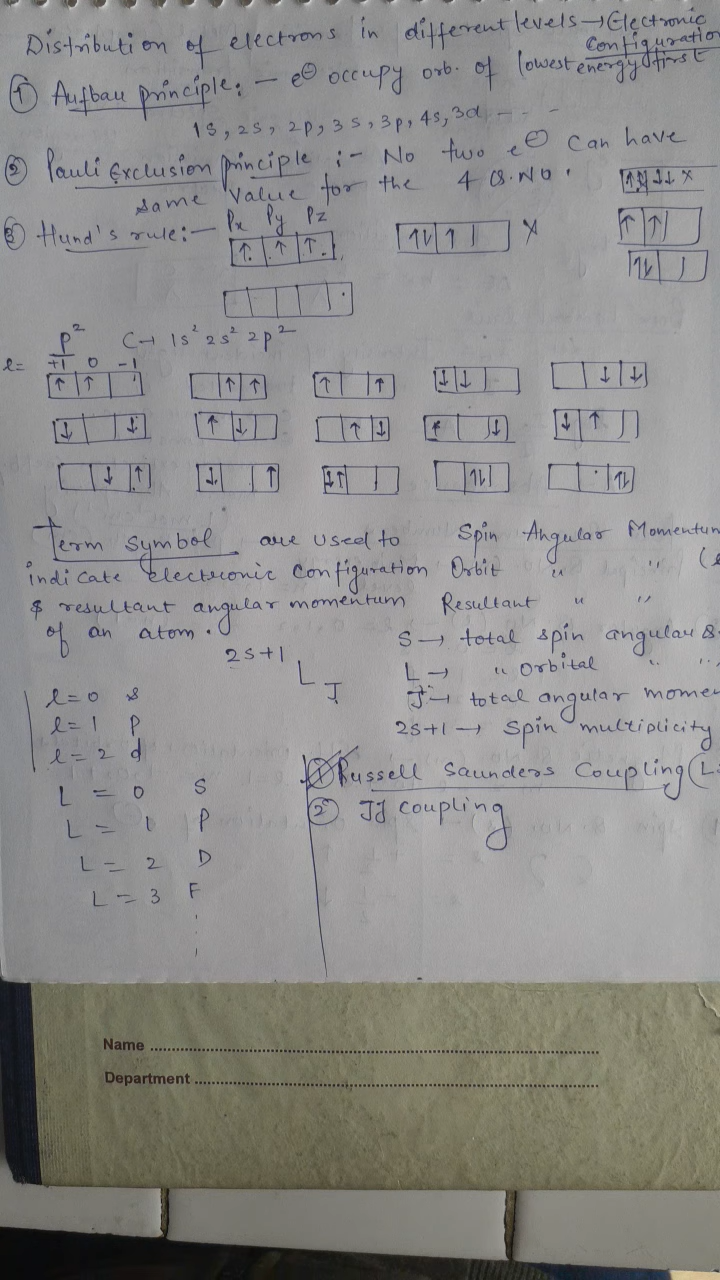 Distribution of electrons in different levels → Electronic
Configuration
① Aufbau principle :- e⊖ occupy orb. of lowest energy first
1s, 2s, 2p, 3s, 3p, 4s, 3d - - -
② Pauli Exclusion principle :- No two e⊖ can have
same value for the 4 Q.No.
↑↑↓↓ x
③ Hund's rule :- Px Py Pz
↑ ↑ ↑
↑↓ ↑ x
↑ ↑
↑↓
p² C → 1s² 2s² 2p²
l = +1 0 -1
Term Symbol are used to
indicate electronic configuration
& resultant angular momentum
of an atom.
Spin Angular Momentum
Orbit " "
Resultant " "
2s+1
L
J
S → total spin angular
L → " orbital " "
J → total angular mome
2s+1 → Spin multiplicity
l = 0 s
l = 1 p
l = 2 d
L = 0 S
L = 1 P
L = 2 D
L = 3 F
① Russell Saunders Coupling (L
② JJ coupling
Name
Department